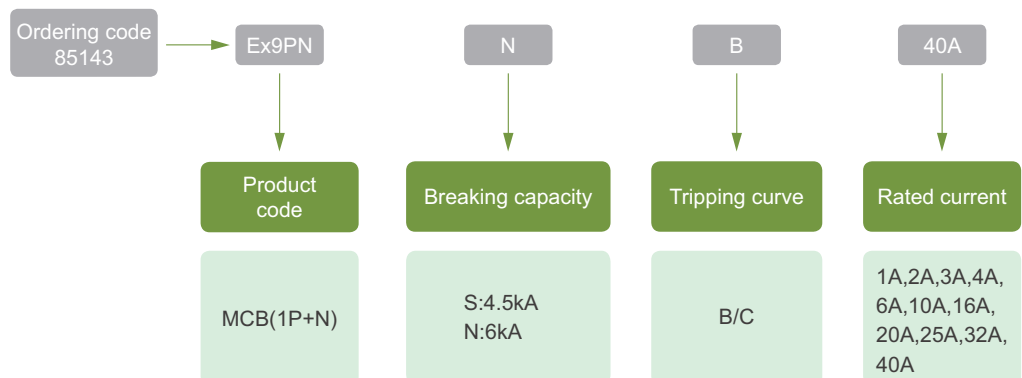 Ordering code
85143
Ex9PN
N
B
40A
Product
code
Breaking capacity
Tripping curve
Rated current
MCB(1P+N)
S:4.5kA
N:6kA
B/C
1A,2A,3A,4A,
6A,10A,16A,
20A,25A,32A,
40A